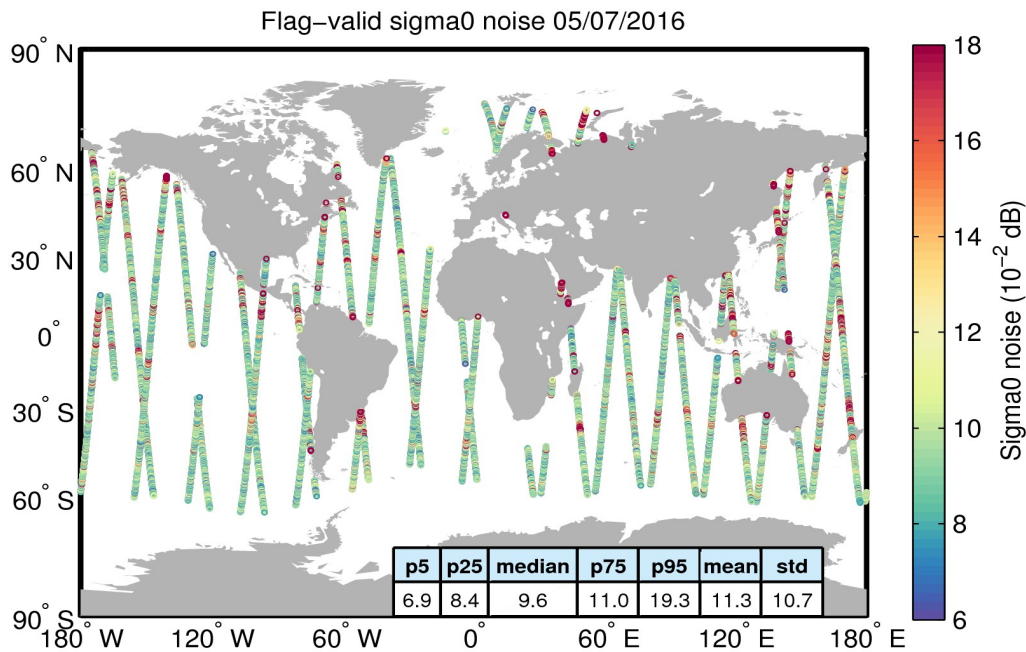 Flag−valid sigma0 noise 05/07/2016
90° N
60° N
30° N
0°
30° S
60° S
90° S
180° W
120° W
60° W
0°
60° E
120° E
180° E
p5 p25 median p75 p95 mean std
6.9 8.4 9.6 11.0 19.3 11.3 10.7
18
16
14
12
10
8
6
Sigma0 noise (10⁻² dB)